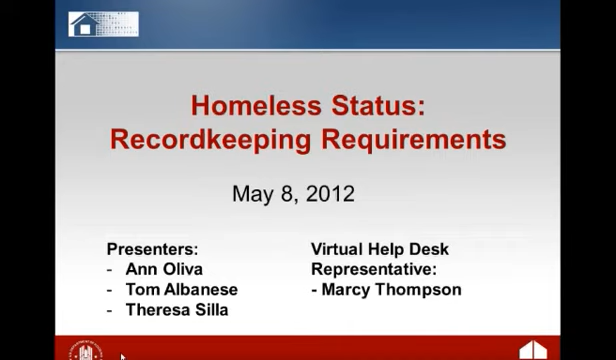 Homeless Status:
Recordkeeping Requirements
May 8, 2012
Presenters:
- Ann Oliva
- Tom Albanese
- Theresa Silla
Virtual Help Desk
Representative:
- Marcy Thompson